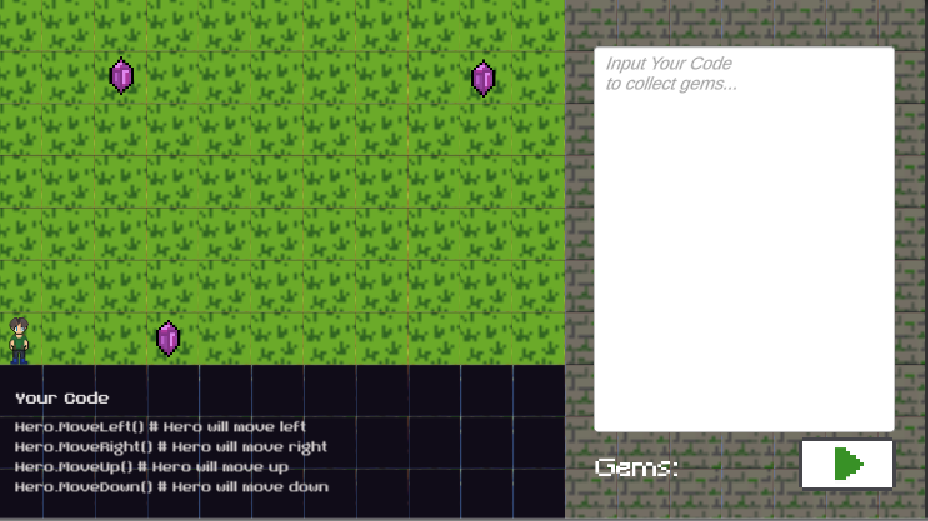 Input Your Code
to collect gems...
Your Code
Hero.MoveLeft() # Hero will move left
Hero.MoveRight() # Hero will move right
Hero.MoveUp() # Hero will move up
Hero.MoveDown() # Hero will move down
Gems: